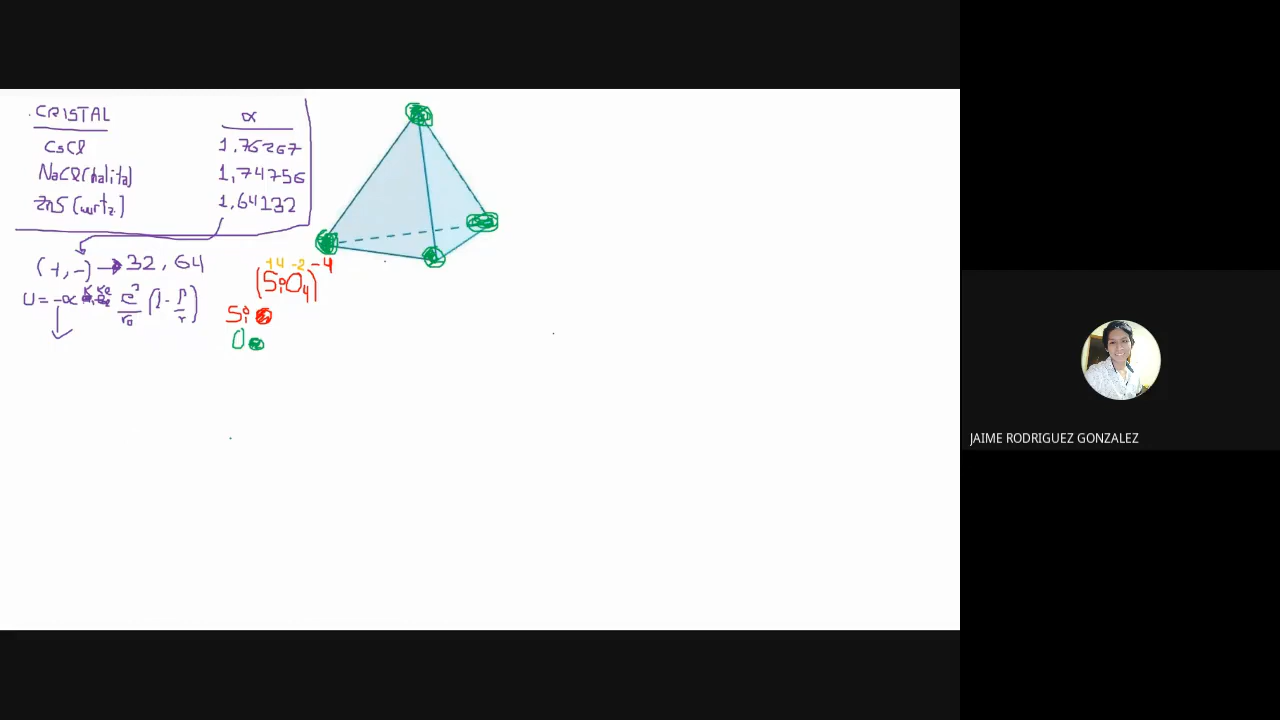 CRISTAL α
CsCl 1,76267
NaCl (halita) 1,74756
ZnS (wurtz.) 1,64132
(+,-) → 32, 64
U = -α e²/r₀ (1 - ρ/r)
+4 -2 -4
(SiO₄)
Si
O
JAIME RODRIGUEZ GONZALEZ